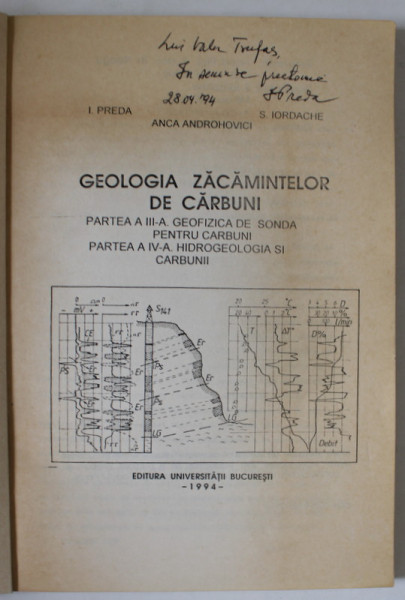 Lui Valer Trufaș,
În semn de prietenie
28.04.'94 I Preda
I. PREDA S. IORDACHE
ANCA ANDROHOVICI
GEOLOGIA ZĂCĂMINTELOR
DE CĂRBUNI
PARTEA A III-A. GEOFIZICA DE SONDA
PENTRU CARBUNI
PARTEA A IV-A. HIDROGEOLOGIA SI
CARBUNII
EDITURA UNIVERSITĂȚII BUCUREȘTI
-1994-